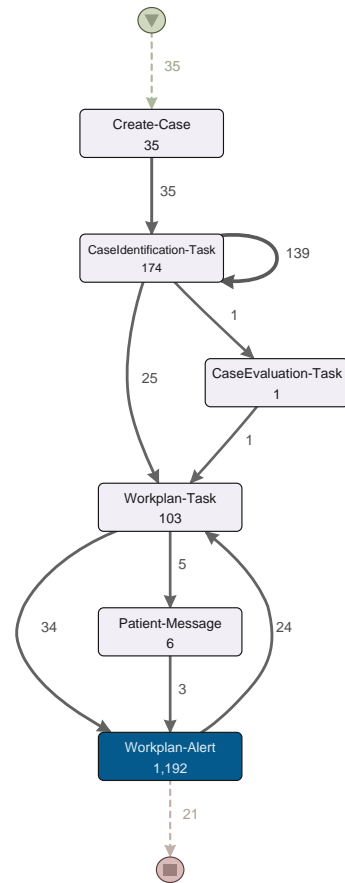 35
Create-Case
35
35
CaseIdentification-Task
174
139
1
25
CaseEvaluation-Task
1
1
Workplan-Task
103
5
34
Patient-Message
6
24
3
Workplan-Alert
1,192
21